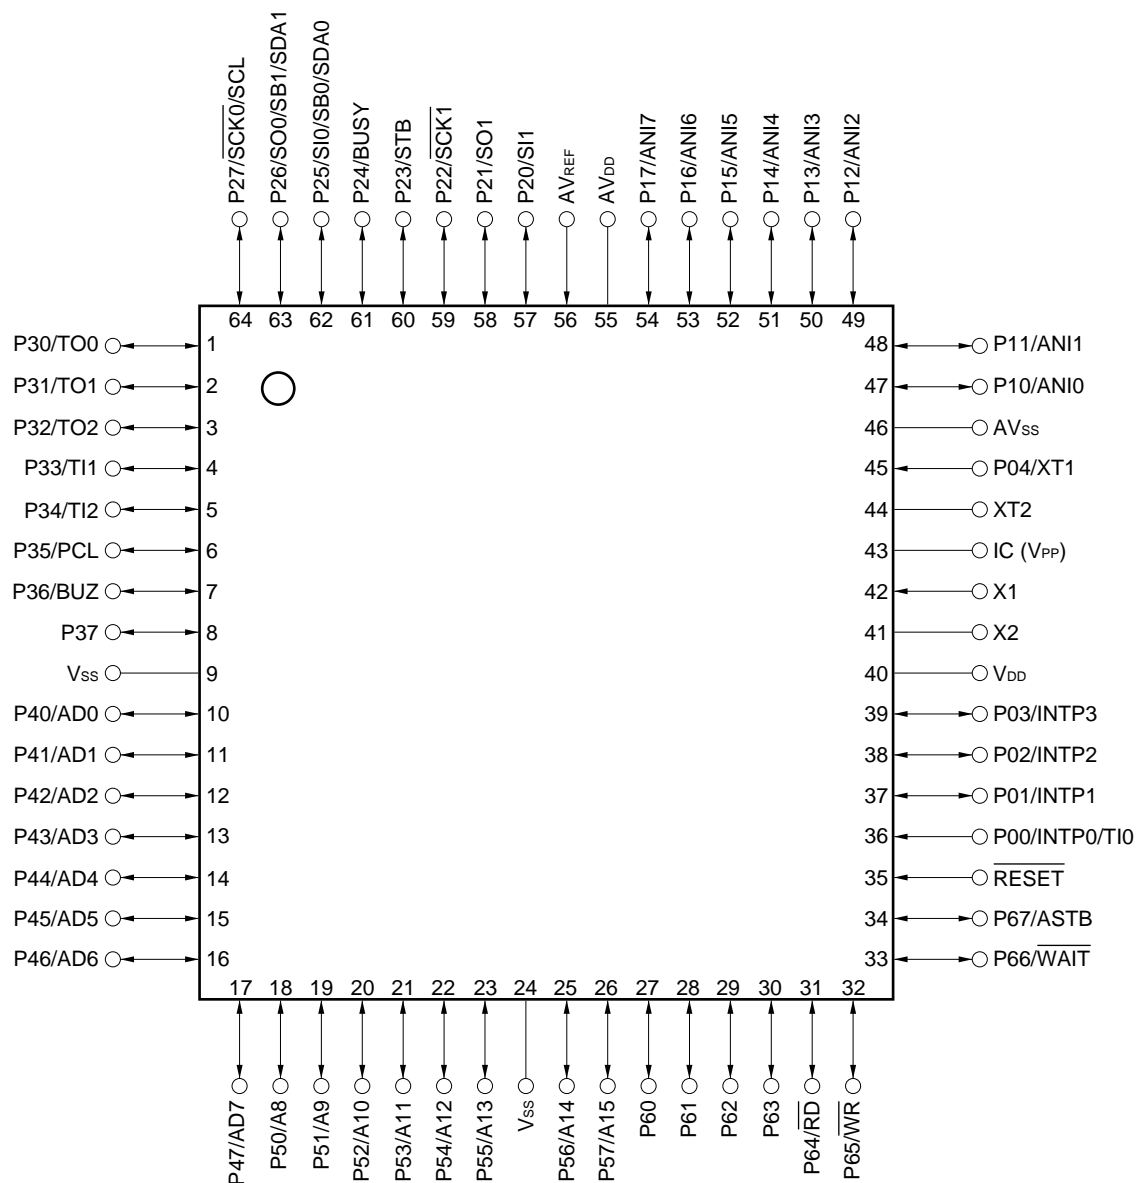 P27/SCK0/SCL
P26/SO0/SB1/SDA1
P25/SI0/SB0/SDA0
P24/BUSY
P23/STB
P22/SCK1
P21/SO1
P20/SI1
AVREF
AVDD
P17/ANI7
P16/ANI6
P15/ANI5
P14/ANI4
P13/ANI3
P12/ANI2
64 63 62 61 60 59 58 57 56 55 54 53 52 51 50 49
P30/TO0 1 48 P11/ANI1
P31/TO1 2 47 P10/ANI0
P32/TO2 3 46 AVSS
P33/TI1 4 45 P04/XT1
P34/TI2 5 44 XT2
P35/PCL 6 43 IC (VPP)
P36/BUZ 7 42 X1
P37 8 41 X2
VSS 9 40 VDD
P40/AD0 10 39 P03/INTP3
P41/AD1 11 38 P02/INTP2
P42/AD2 12 37 P01/INTP1
P43/AD3 13 36 P00/INTP0/TI0
P44/AD4 14 35 RESET
P45/AD5 15 34 P67/ASTB
P46/AD6 16 33 P66/WAIT
17 18 19 20 21 22 23 24 25 26 27 28 29 30 31 32
P47/AD7
P50/A8
P51/A9
P52/A10
P53/A11
P54/A12
P55/A13
VSS
P56/A14
P57/A15
P60
P61
P62
P63
P64/RD
P65/WR